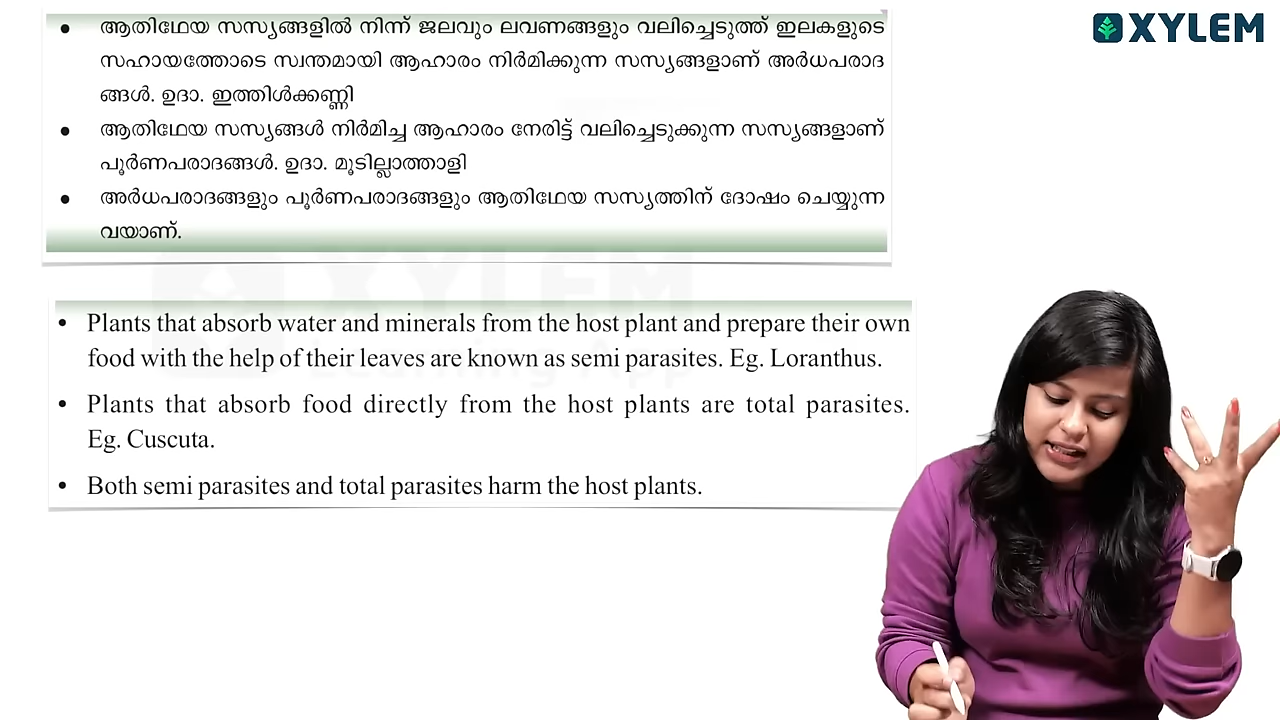 XYLEM
● ആതിഥേയ സസ്യങ്ങളിൽ നിന്ന് ജലവും ലവണങ്ങളും വലിച്ചെടുത്ത് ഇലകളുടെ
സഹായത്തോടെ സ്വന്തമായി ആഹാരം നിർമിക്കുന്ന സസ്യങ്ങളാണ് അർധപരാദ
ങ്ങൾ. ഉദാ. ഇത്തിൾക്കണ്ണി
● ആതിഥേയ സസ്യങ്ങൾ നിർമിച്ച ആഹാരം നേരിട്ട് വലിച്ചെടുക്കുന്ന സസ്യങ്ങളാണ്
പൂർണപരാദങ്ങൾ. ഉദാ. മൂടില്ലാത്താളി
● അർധപരാദങ്ങളും പൂർണപരാദങ്ങളും ആതിഥേയ സസ്യത്തിന് ദോഷം ചെയ്യുന്ന
വയാണ്.
XYLEM
Learning App
• Plants that absorb water and minerals from the host plant and prepare their own
food with the help of their leaves are known as semi parasites. Eg. Loranthus.
• Plants that absorb food directly from the host plants are total parasites.
Eg. Cuscuta.
• Both semi parasites and total parasites harm the host plants.